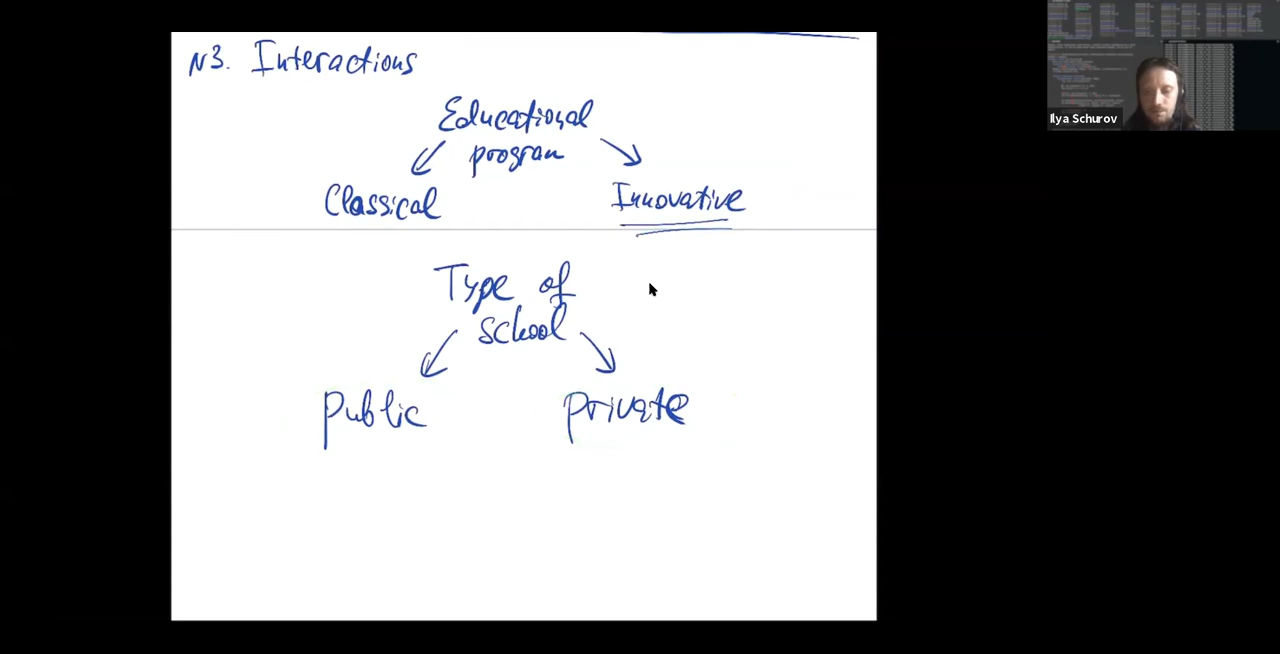 N3. Interactions
Educational
program
Classical
Innovative
Type of
school
public
private
Ilya Schurov